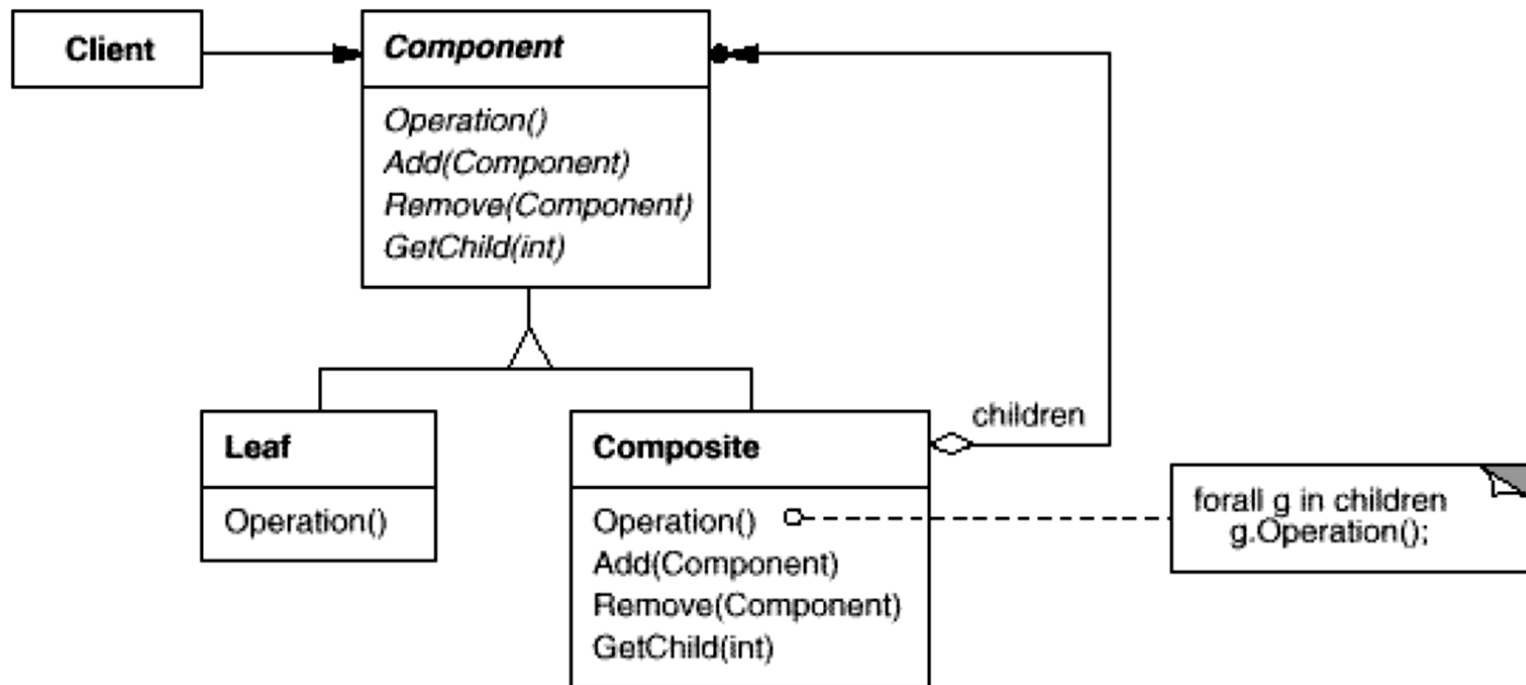 Client
Component
Operation()
Add(Component)
Remove(Component)
GetChild(int)
Leaf
Operation()
Composite
Operation()
Add(Component)
Remove(Component)
GetChild(int)
children
forall g in children
g.Operation();